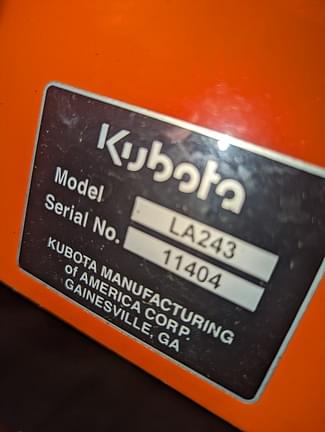 Kubota
Model LA243
Serial No. 11404
KUBOTA MANUFACTURING
of AMERICA CORP.
GAINESVILLE, GA